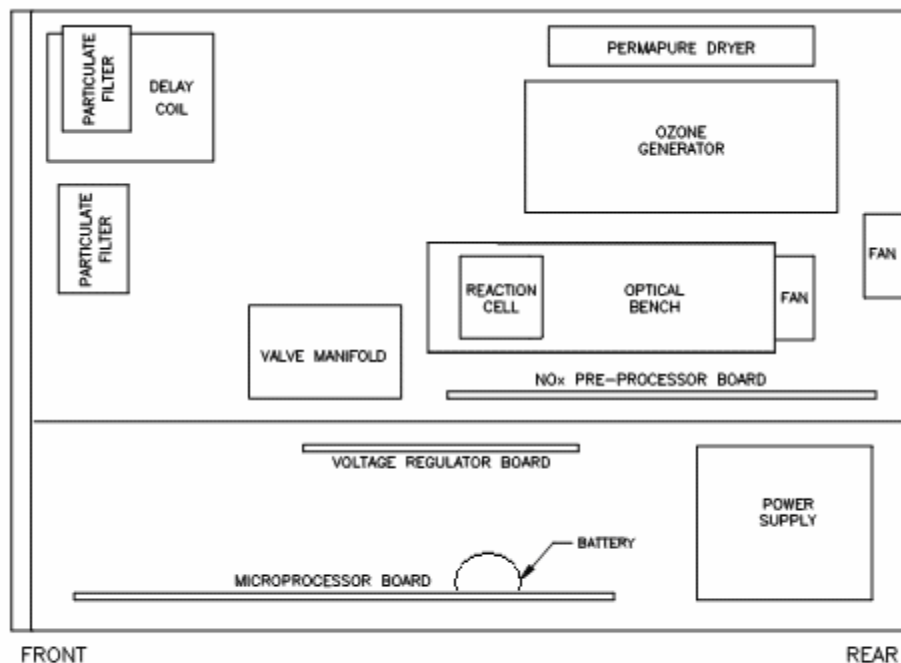 PARTICULATE
FILTER
DELAY
COIL
PERMAPURE DRYER
OZONE
GENERATOR
PARTICULATE
FILTER
FAN
REACTION
CELL
OPTICAL
BENCH
FAN
VALVE MANIFOLD
NOx PRE-PROCESSOR BOARD
VOLTAGE REGULATOR BOARD
POWER
SUPPLY
BATTERY
MICROPROCESSOR BOARD
FRONT
REAR